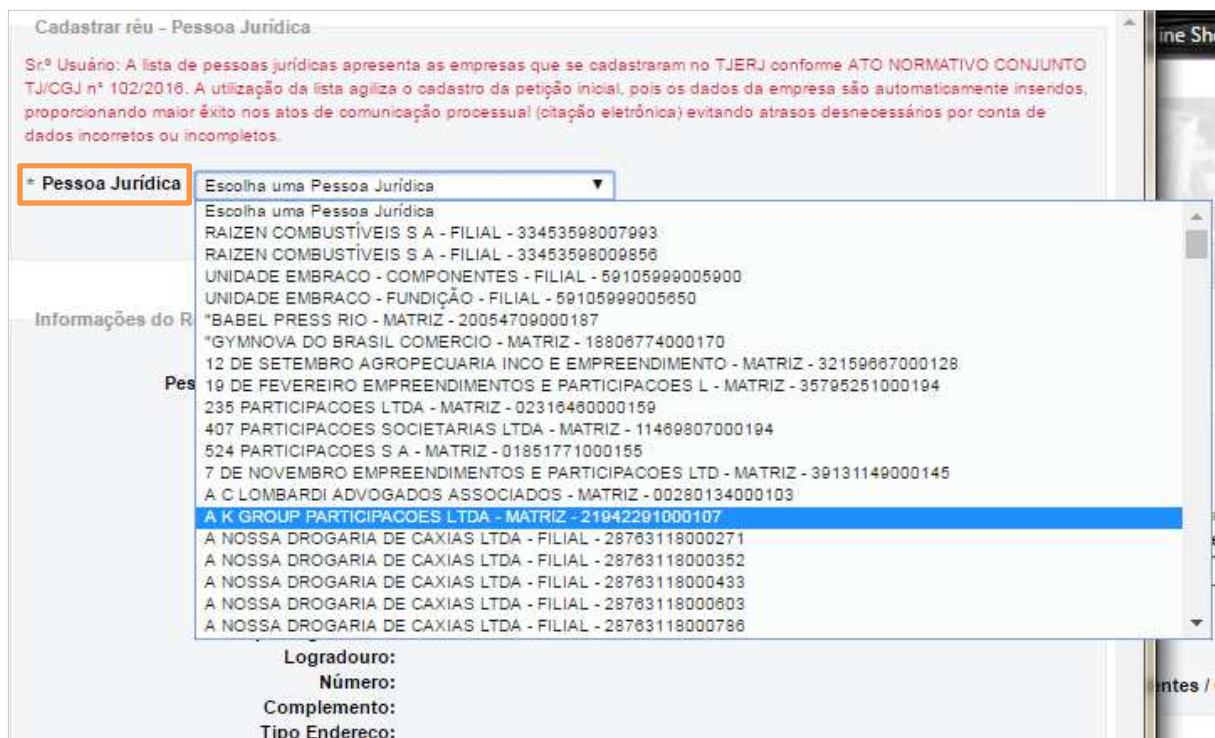 Cadastrar réu - Pessoa Jurídica
ine Sh
Sr.º Usuário: A lista de pessoas jurídicas apresenta as empresas que se cadastraram no TJERJ conforme ATO NORMATIVO CONJUNTO
TJ/CGJ nº 102/2016. A utilização da lista agiliza o cadastro da petição inicial, pois os dados da empresa são automaticamente inseridos,
proporcionando maior êxito nos atos de comunicação processual (citação eletrônica) evitando atrasos desnecessários por conta de
dados incorretos ou incompletos.
* Pessoa Jurídica Escolha uma Pessoa Jurídica
Escolha uma Pessoa Jurídica
RAIZEN COMBUSTÍVEIS S A - FILIAL - 33453598007993
RAIZEN COMBUSTÍVEIS S A - FILIAL - 33453598009856
UNIDADE EMBRACO - COMPONENTES - FILIAL - 59105999005900
UNIDADE EMBRACO - FUNDIÇÃO - FILIAL - 59105999005650
Informações do R "BABEL PRESS RIO - MATRIZ - 20054709000187
"GYMNOVA DO BRASIL COMERCIO - MATRIZ - 18806774000170
12 DE SETEMBRO AGROPECUARIA INCO E EMPREENDIMENTO - MATRIZ - 32159667000128
Pes 19 DE FEVEREIRO EMPREENDIMENTOS E PARTICIPACOES L - MATRIZ - 35795251000194
235 PARTICIPACOES LTDA - MATRIZ - 02316460000159
407 PARTICIPACOES SOCIETARIAS LTDA - MATRIZ - 11469807000194
524 PARTICIPACOES S A - MATRIZ - 01851771000155
7 DE NOVEMBRO EMPREENDIMENTOS E PARTICIPACOES LTD - MATRIZ - 39131149000145
A C LOMBARDI ADVOGADOS ASSOCIADOS - MATRIZ - 00280134000103
A K GROUP PARTICIPACOES LTDA - MATRIZ - 21942291000107
A NOSSA DROGARIA DE CAXIAS LTDA - FILIAL - 28763118000271
A NOSSA DROGARIA DE CAXIAS LTDA - FILIAL - 28763118000352
A NOSSA DROGARIA DE CAXIAS LTDA - FILIAL - 28763118000433
A NOSSA DROGARIA DE CAXIAS LTDA - FILIAL - 28763118000603
A NOSSA DROGARIA DE CAXIAS LTDA - FILIAL - 28763118000786
Logradouro:
Número:
entes /
Complemento:
Tipo Endereço: